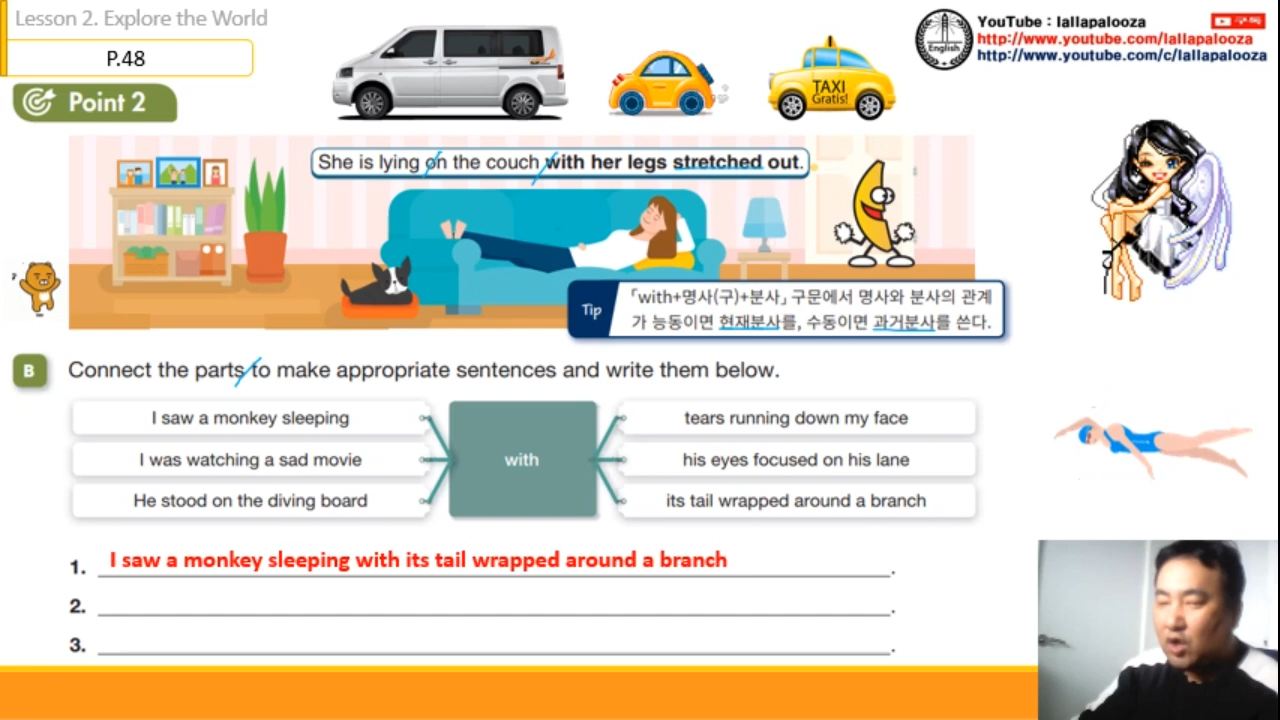 Lesson 2. Explore the World
P.48
Point 2
YouTube : lallapalooza
구독
http://www.youtube.com/lallapalooza
http://www.youtube.com/c/lallapalooza
English
TAXI
Gratis!
She is lying on the couch with her legs stretched out.
Tip
「with+명사(구)+분사」 구문에서 명사와 분사의 관계
가 능동이면 현재분사를, 수동이면 과거분사를 쓴다.
B Connect the parts to make appropriate sentences and write them below.
I saw a monkey sleeping
I was watching a sad movie
He stood on the diving board
with
tears running down my face
his eyes focused on his lane
its tail wrapped around a branch
1. I saw a monkey sleeping with its tail wrapped around a branch.
2. .
3. .